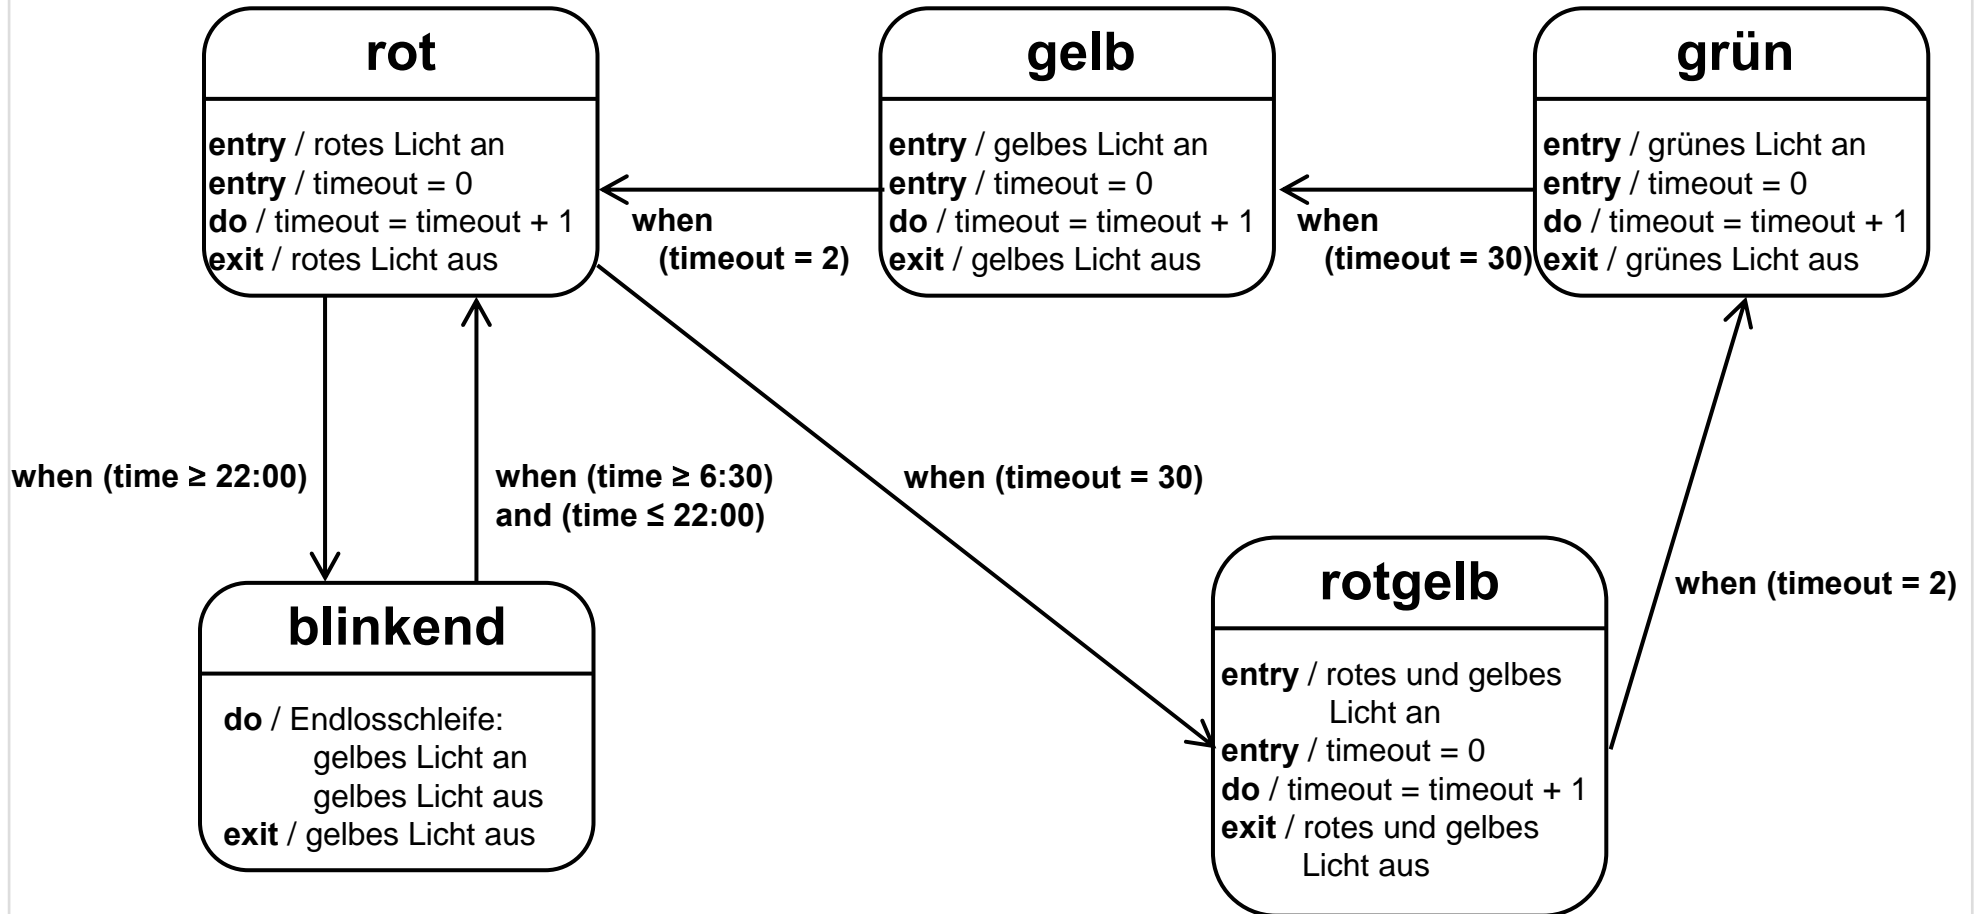 rot
entry / rotes Licht an
entry / timeout = 0
do / timeout = timeout + 1
exit / rotes Licht aus
when
(timeout = 2)
gelb
entry / gelbes Licht an
entry / timeout = 0
do / timeout = timeout + 1
exit / gelbes Licht aus
when
(timeout = 30)
grün
entry / grünes Licht an
entry / timeout = 0
do / timeout = timeout + 1
exit / grünes Licht aus
when (time ≥ 22:00)
when (time ≥ 6:30)
and (time ≤ 22:00)
when (timeout = 30)
when (timeout = 2)
blinkend
do / Endlosschleife:
gelbes Licht an
gelbes Licht aus
exit / gelbes Licht aus
rotgelb
entry / rotes und gelbes
Licht an
entry / timeout = 0
do / timeout = timeout + 1
exit / rotes und gelbes
Licht aus